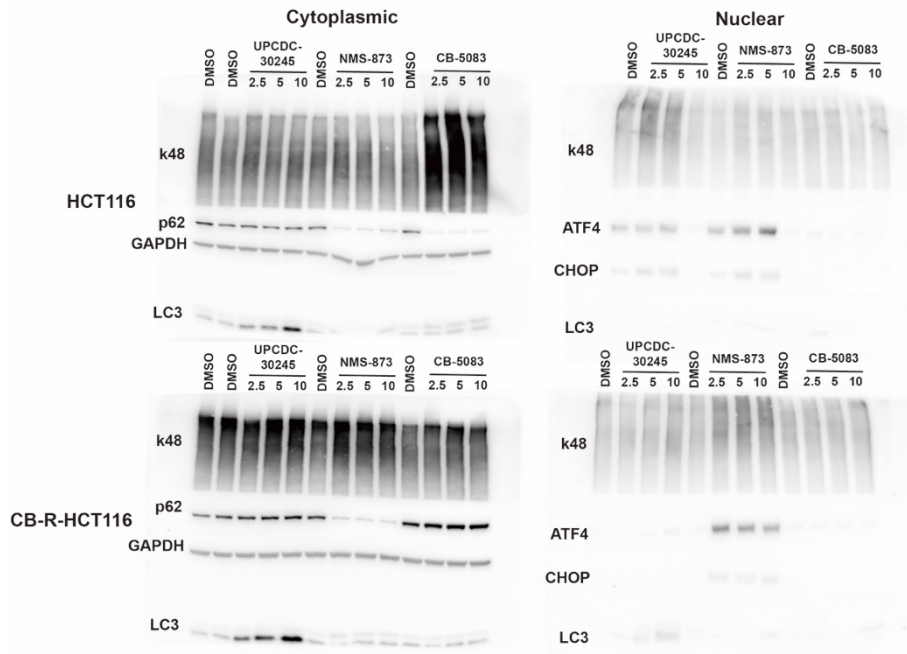 Cytoplasmic
Nuclear
DMSO DMSO UPCDC-30245 DMSO NMS-873 DMSO CB-5083
2.5 5 10 2.5 5 10 2.5 5 10
DMSO UPCDC-30245 DMSO NMS-873 DMSO CB-5083
2.5 5 10 2.5 5 10 2.5 5 10
HCT116
k48
p62
GAPDH
LC3
k48
ATF4
CHOP
LC3
DMSO DMSO UPCDC-30245 DMSO NMS-873 DMSO CB-5083
2.5 5 10 2.5 5 10 2.5 5 10
DMSO UPCDC-30245 DMSO NMS-873 DMSO CB-5083
2.5 5 10 2.5 5 10 2.5 5 10
CB-R-HCT116
k48
p62
GAPDH
LC3
k48
ATF4
CHOP
LC3